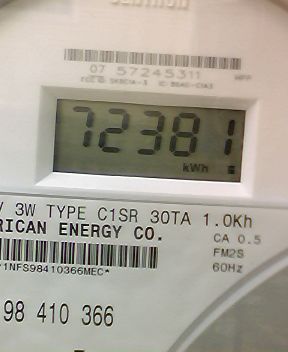 07 57245311
72381
kWh
V 3W TYPE C1SR 30TA 1.0Kh
RICAN ENERGY CO.
CA 0.5
FM2S
1NFS98410366MEC*
60Hz
98 410 366